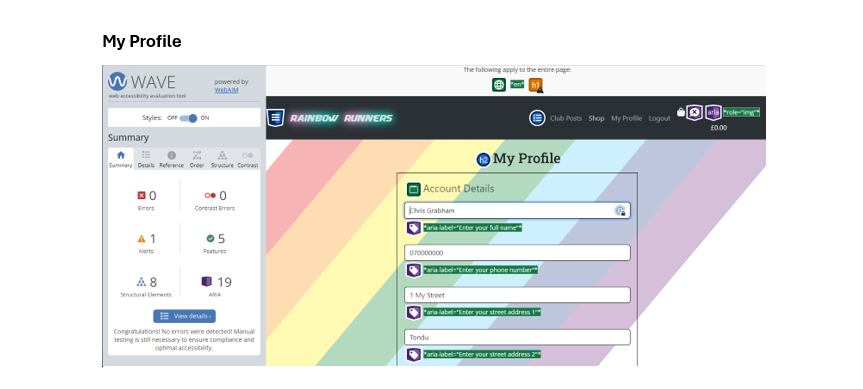 My Profile
WAVE
web accessibility evaluation tool
powered by
WebAIM
Styles: OFF ON
Summary
Summary Details Reference Order Structure Contrast
0 Errors
0 Contrast Errors
1 Alerts
5 Features
8 Structural Elements
19 ARIA
View details ›
Congratulations! No errors were detected! Manual
testing is still necessary to ensure compliance and
optimal accessibility.
The following apply to the entire page:
*en* h1
RAINBOW RUNNERS
Club Posts Shop My Profile Logout aria *role="img"*
£0.00
h2 My Profile
Account Details
Chris Grabham
*aria-label="Enter your full name"*
070000000
*aria-label="Enter your phone number"*
1 My Street
*aria-label="Enter your street address 1"*
Tondu
*aria-label="Enter your street address 2"*